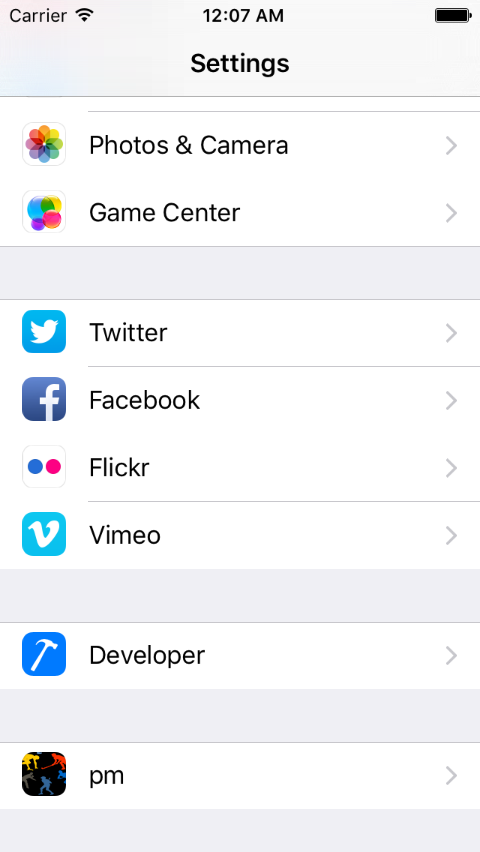 Carrier 12:07 AM
Settings
Photos & Camera
Game Center
Twitter
Facebook
Flickr
Vimeo
Developer
pm